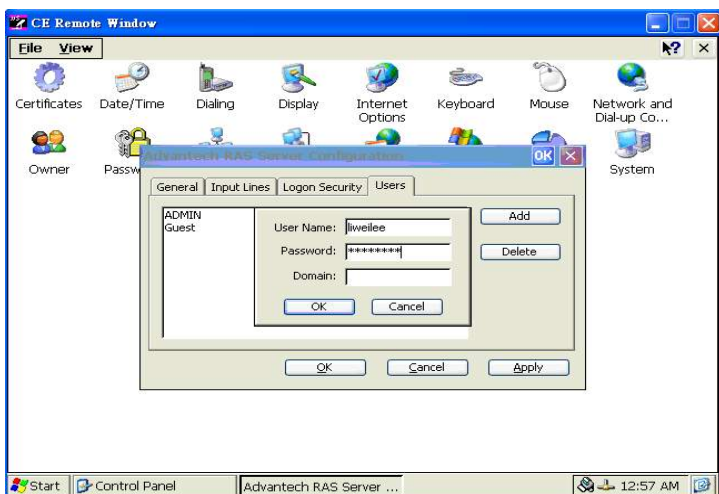 CE Remote Window
File View
?
Certificates
Date/Time
Dialing
Display
Internet Options
Keyboard
Mouse
Network and Dial-up Co...
Owner
Passw
System
Advantech RAS Server Configuration
OK
General
Input Lines
Logon Security
Users
ADMIN
Guest
User Name: liweilee
Password: ********
Domain:
OK
Cancel
Add
Delete
OK
Cancel
Apply
Start
Control Panel
Advantech RAS Server ...
12:57 AM